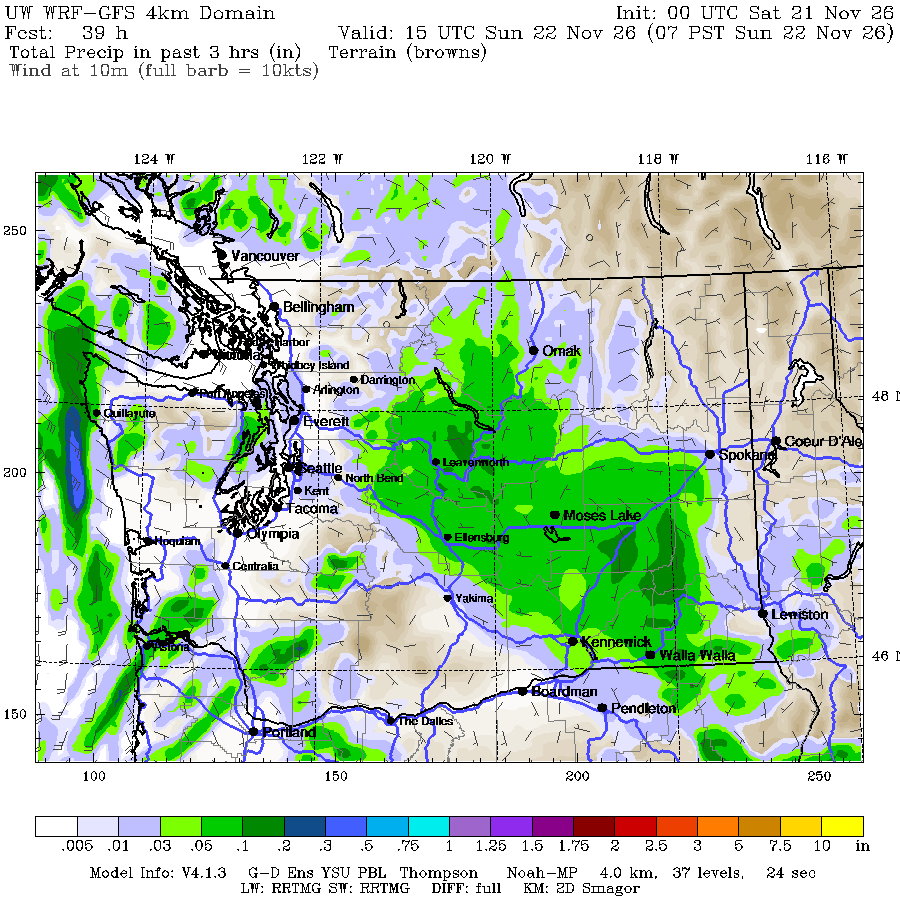 UW WRF-GFS 4km Domain Init: 00 UTC Sat 21 Nov 26
Fcst: 39 h Valid: 15 UTC Sun 22 Nov 26 (07 PST Sun 22 Nov 26)
Total Precip in past 3 hrs (in) Terrain (browns)
Wind at 10m (full barb = 10kts)
124 W 122 W 120 W 118 W 116 W
250
Vancouver
Bellingham
Omak
Whidbey Island
Darrington
Arlington
Port Angeles
48 N
Quillayute
Everett
Coeur D'Ale
Spokane
Leavenworth
200
Seattle
North Bend
Kent
Tacoma
Moses Lake
Olympia
Hoquiam
Ellensburg
Centralia
Yakima
Lewiston
Astoria
Kennewick
Walla Walla
46 N
Boardman
Pendleton
150
The Dalles
Portland
100 150 200 250
.005 .01 .03 .05 .1 .2 .3 .5 .75 1 1.25 1.5 1.75 2 2.5 3 5 7.5 10 in
Model Info: V4.1.3 G-D Ens YSU PBL Thompson Noah-MP 4.0 km, 37 levels, 24 sec
LW: RRTMG SW: RRTMG DIFF: full KM: 2D Smagor